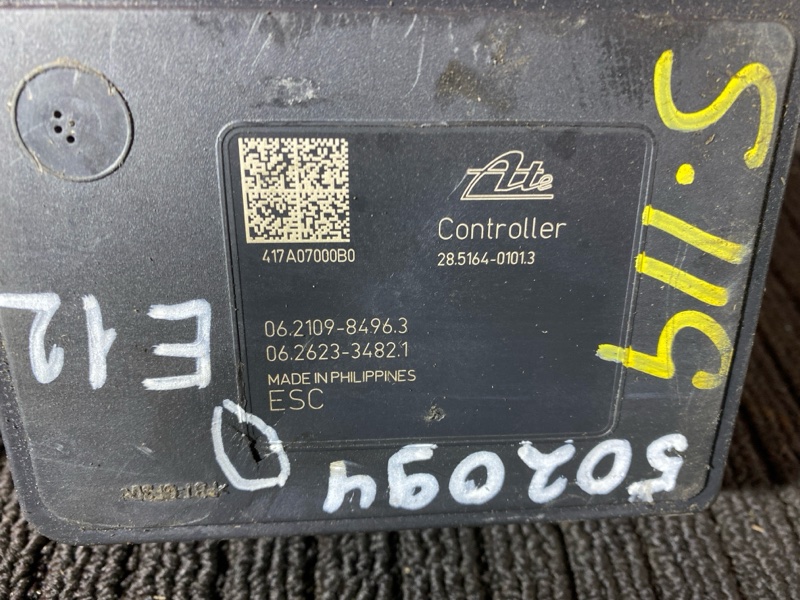 Ate
Controller
28.5164-0101.3
417A07000B0
06.2109-8496.3
06.2623-3482.1
MADE IN PHILIPPINES
ESC
S.114
E12
502094